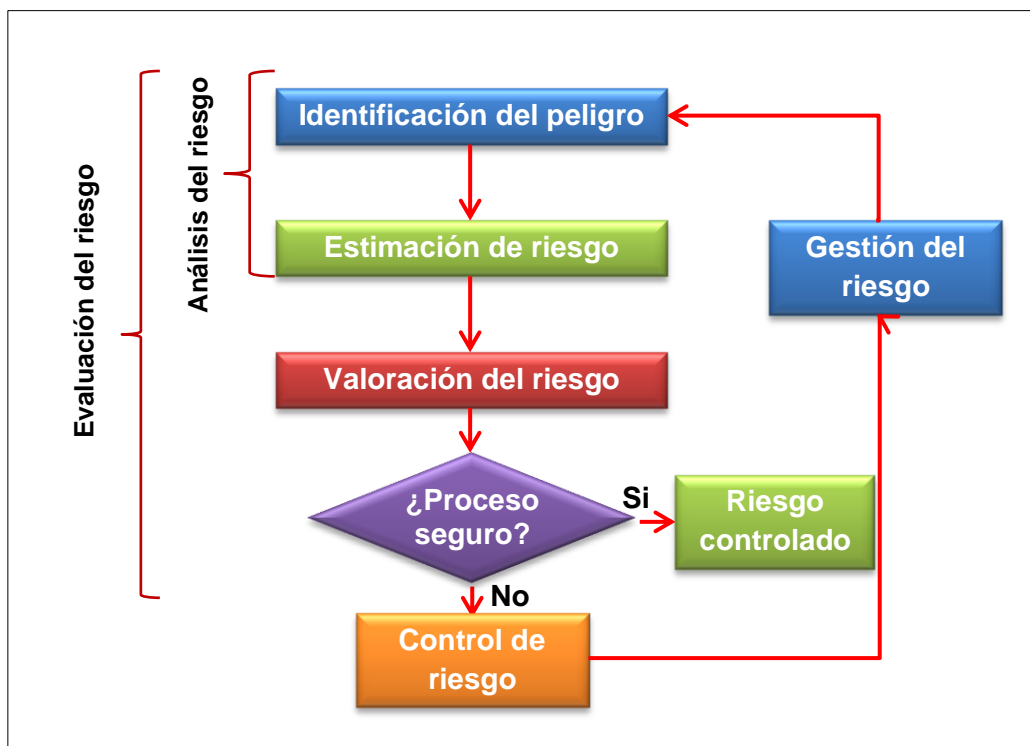 Evaluación del riesgo
Análisis del riesgo
Identificación del peligro
Estimación de riesgo
Gestión del
riesgo
Valoración del riesgo
¿Proceso
seguro?
Si
Riesgo
controlado
No
Control de
riesgo